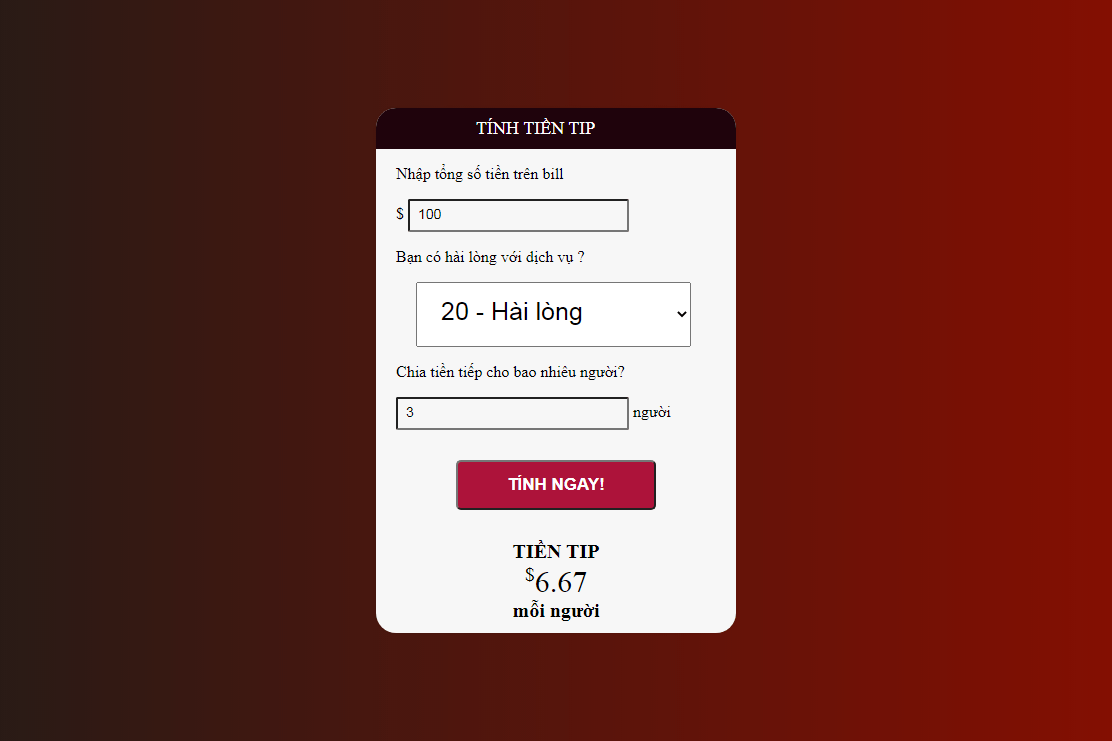 TÍNH TIỀN TIP
Nhập tổng số tiền trên bill
$ 100
Bạn có hài lòng với dịch vụ ?
20 - Hài lòng
Chia tiền tiếp cho bao nhiêu người?
3 người
TÍNH NGAY!
TIỀN TIP
$6.67
mỗi người